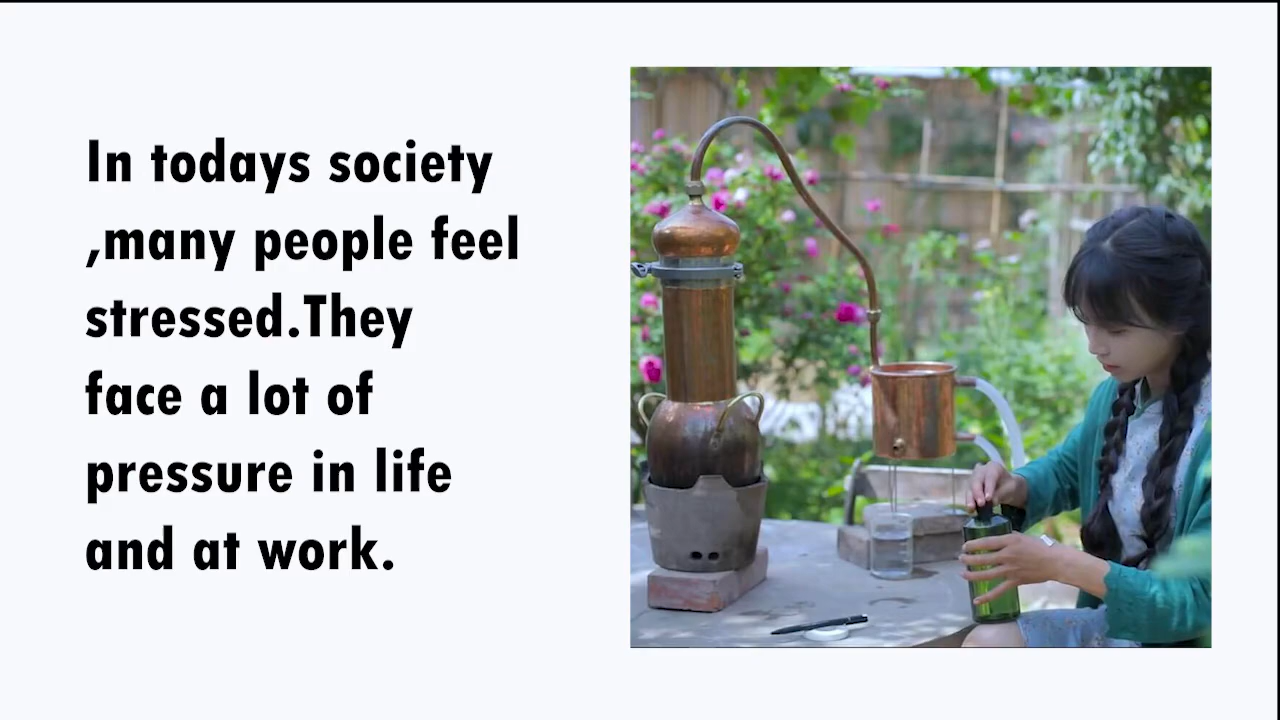 In todays society
,many people feel
stressed.They
face a lot of
pressure in life
and at work.